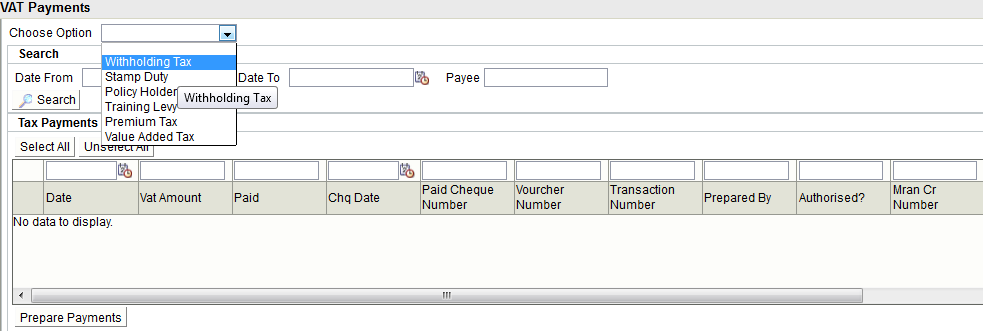 VAT Payments
Choose Option
Search
Withholding Tax
Stamp Duty
Date From
Date To
Payee
Policy Holder
Withholding Tax
Search
Training Levy
Tax Payments
Premium Tax
Value Added Tax
Select All
Unselect All
Date
Vat Amount
Paid
Chq Date
Paid Cheque
Number
Vourcher
Number
Transaction
Number
Prepared By
Authorised?
Mran Cr
Number
No data to display.
Prepare Payments